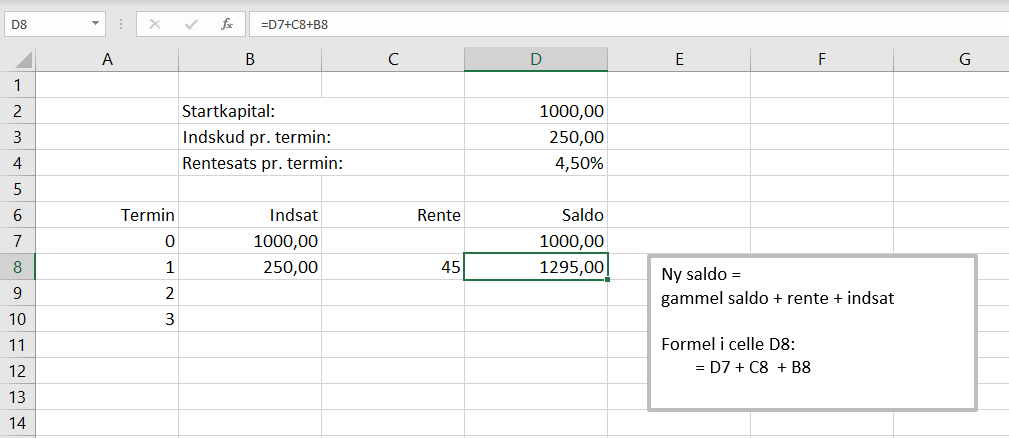 D8 fx =D7+C8+B8
A B C D E F G
1
2 Startkapital: 1000,00
3 Indskud pr. termin: 250,00
4 Rentesats pr. termin: 4,50%
5
6 Termin Indsat Rente Saldo
7 0 1000,00 1000,00
8 1 250,00 45 1295,00
9 2
10 3
11
12
13
14
Ny saldo =
gammel saldo + rente + indsat
Formel i celle D8:
= D7 + C8 + B8